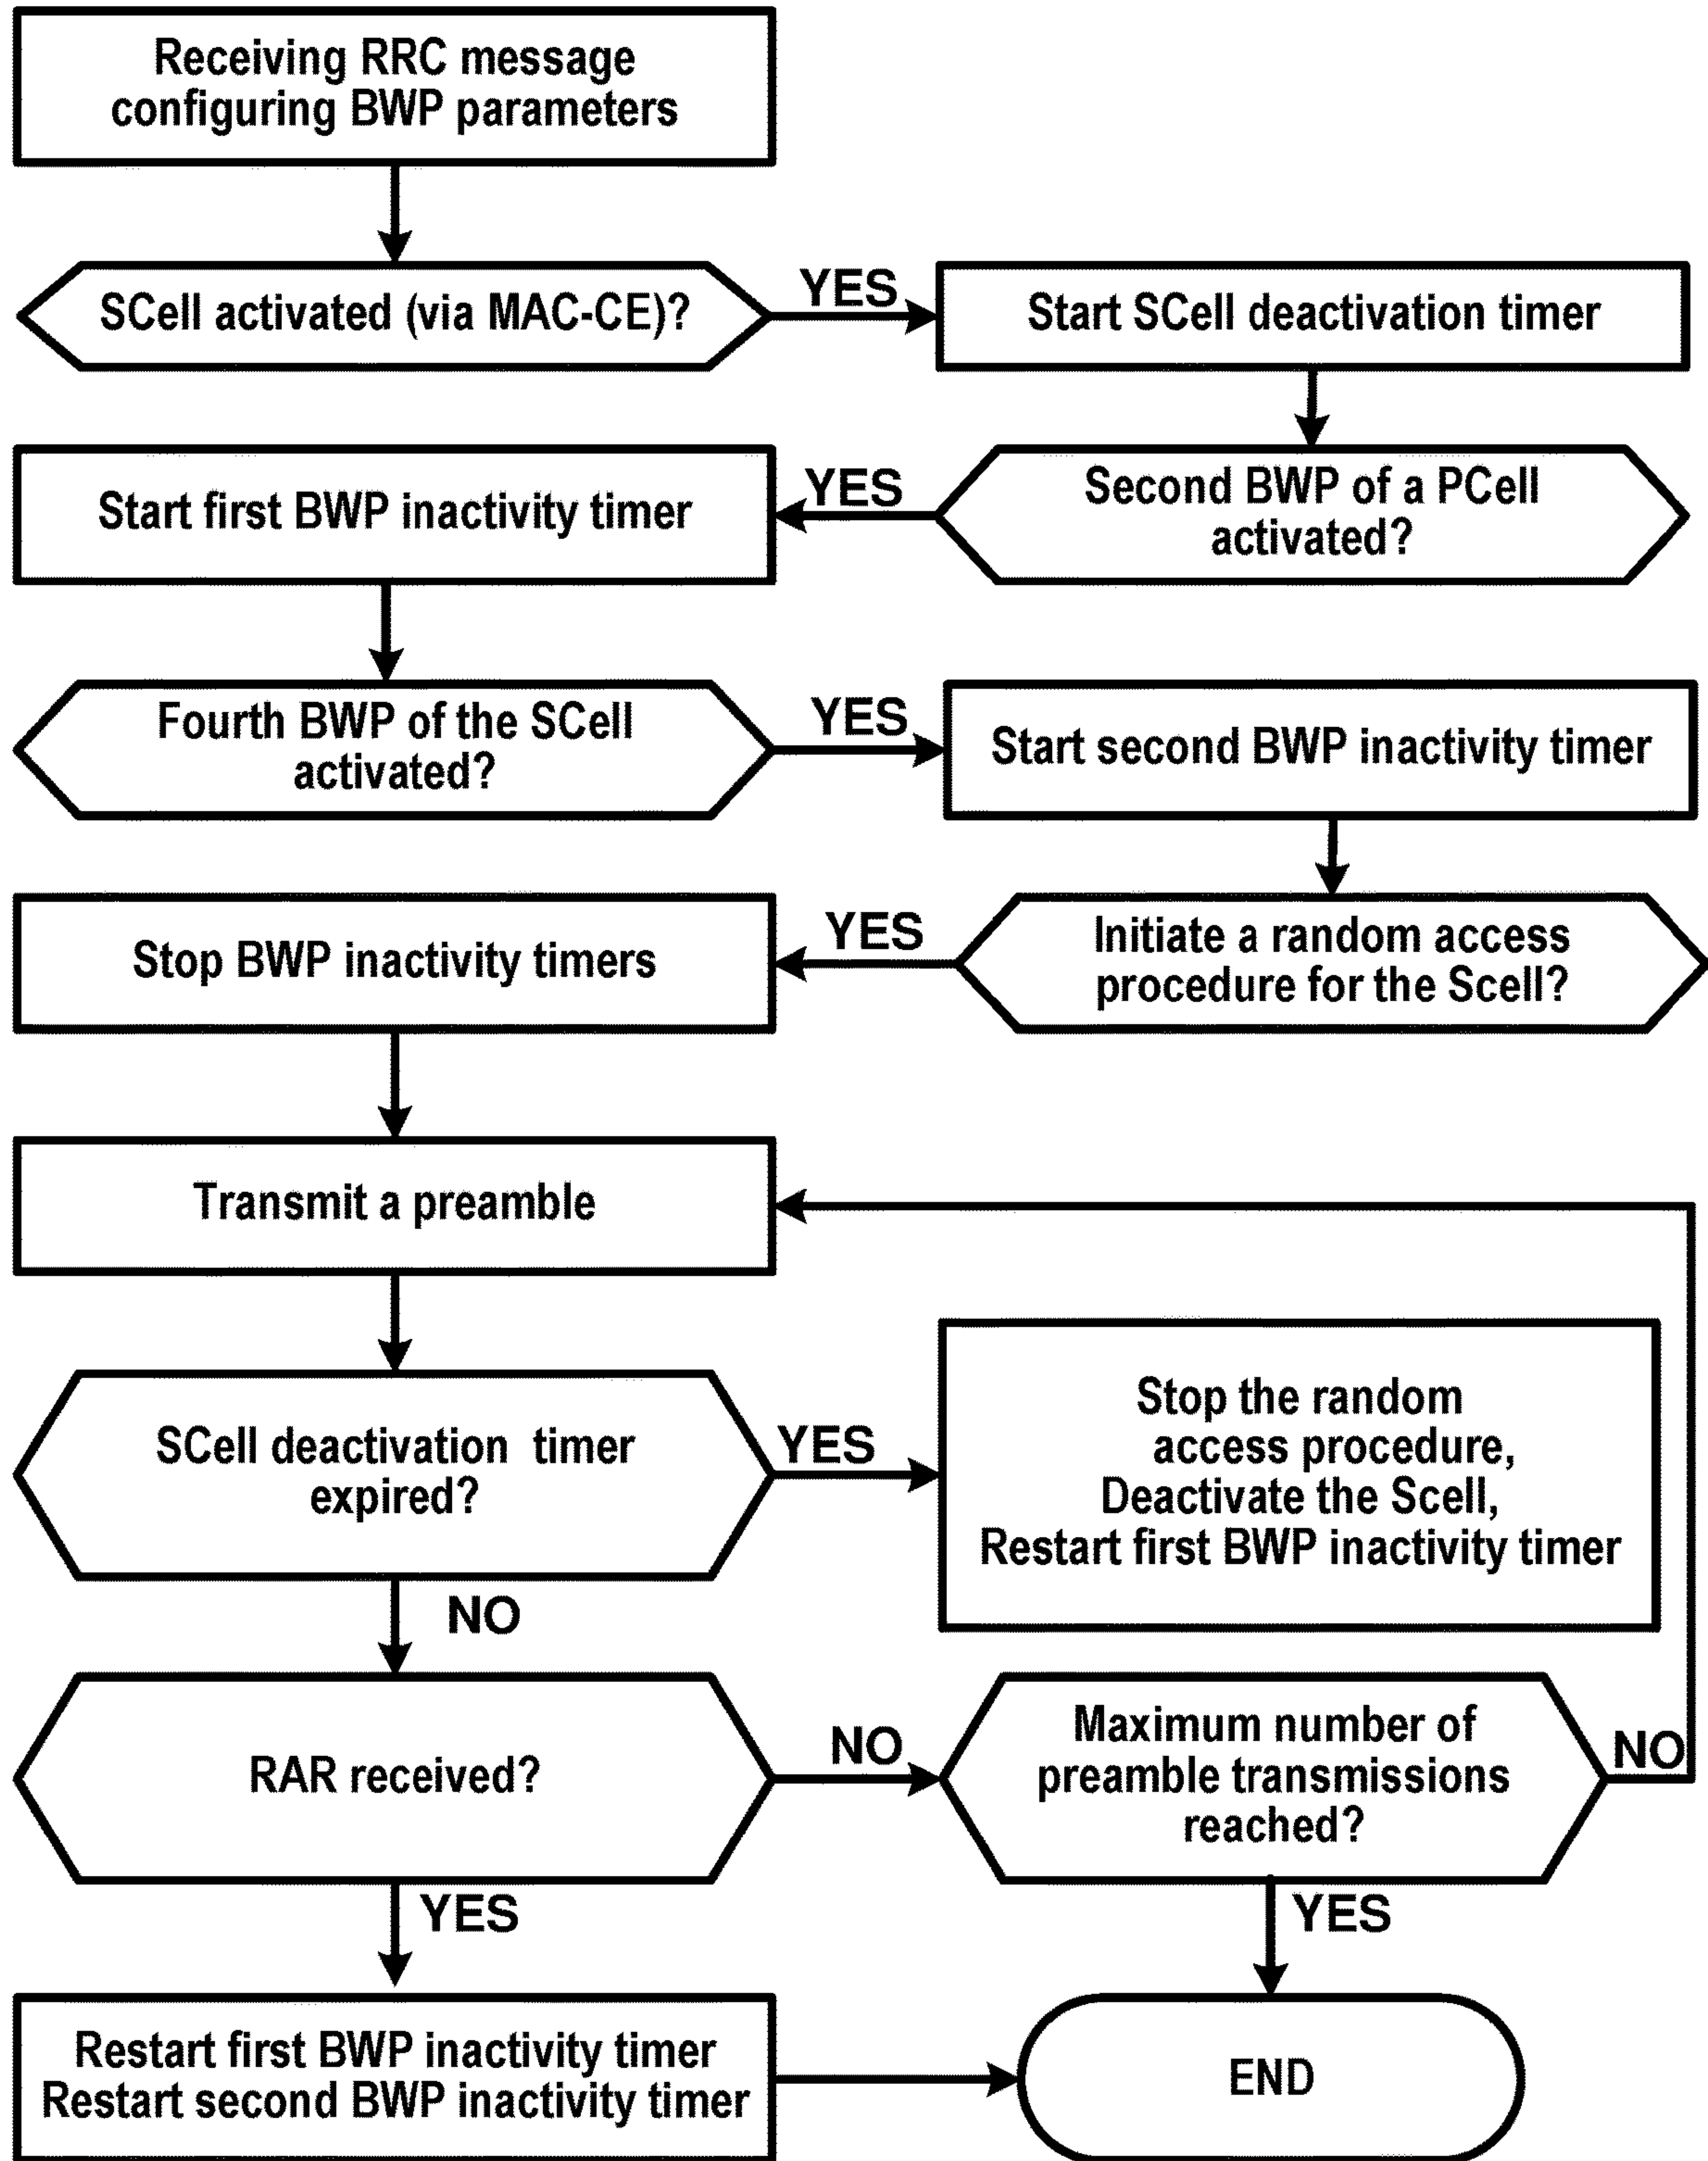 Receiving RRC message
configuring BWP parameters
SCell activated (via MAC-CE)?
YES
Start SCell deactivation timer
Second BWP of a PCell
activated?
YES
Start first BWP inactivity timer
Fourth BWP of the SCell
activated?
YES
Start second BWP inactivity timer
Initiate a random access
procedure for the Scell?
YES
Stop BWP inactivity timers
Transmit a preamble
SCell deactivation timer
expired?
YES
Stop the random
access procedure,
Deactivate the Scell,
Restart first BWP inactivity timer
NO
RAR received?
NO
Maximum number of
preamble transmissions
reached?
NO
YES
YES
Restart first BWP inactivity timer
Restart second BWP inactivity timer
END